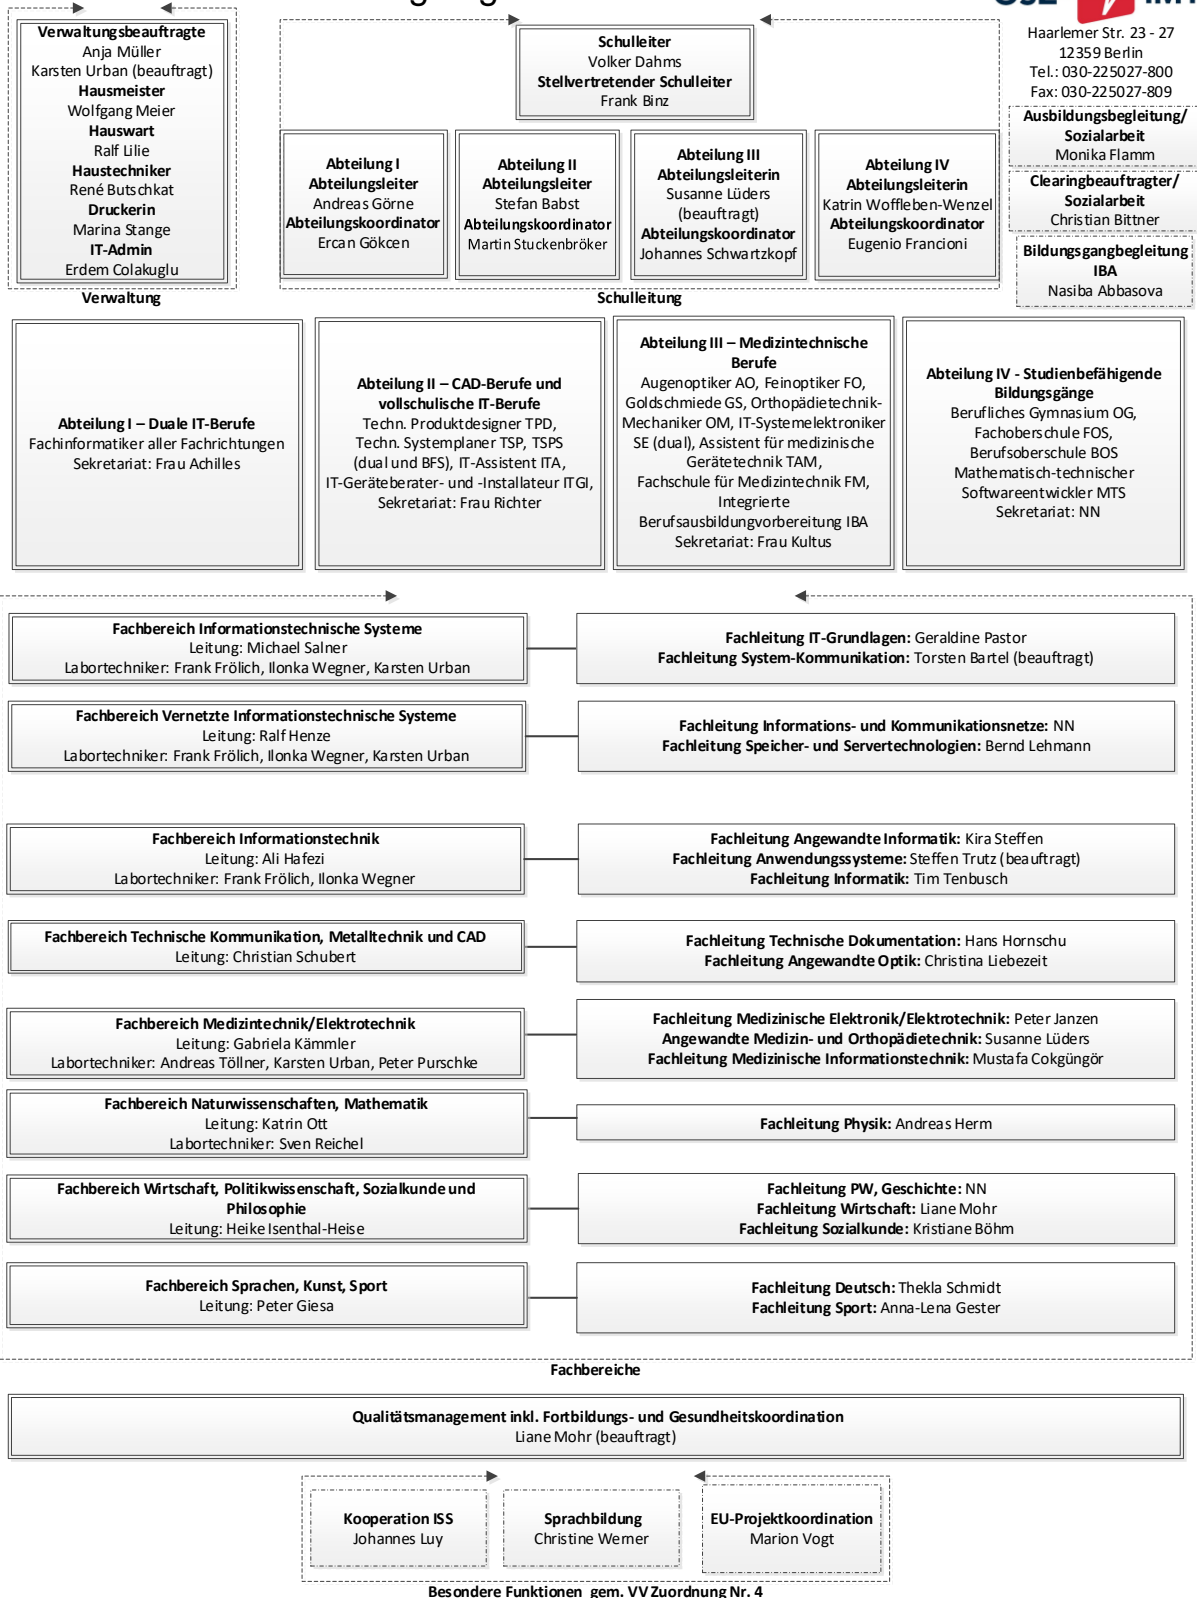 Verwaltungsbeauftragte
Anja Müller
Karsten Urban (beauftragt)
Hausmeister
Wolfgang Meier
Hauswart
Ralf Lilie
Haustechniker
René Butschkat
Druckerin
Marina Stange
IT-Admin
Erdem Colakuglu
Verwaltung
Schulleiter
Volker Dahms
Stellvertretender Schulleiter
Frank Binz
Abteilung I
Abteilungsleiter
Andreas Görne
Abteilungskoordinator
Ercan Gökcen
Abteilung II
Abteilungsleiter
Stefan Babst
Abteilungskoordinator
Martin Stuckenbröker
Abteilung III
Abteilungsleiterin
Susanne Lüders
(beauftragt)
Abteilungskoordinator
Johannes Schwartzkopf
Abteilung IV
Abteilungsleiterin
Katrin Woffleben-Wenzel
Abteilungskoordinator
Eugenio Francioni
Schulleitung
Haarlemer Str. 23 - 27
12359 Berlin
Tel.: 030-225027-800
Fax: 030-225027-809
Ausbildungsbegleitung/
Sozialarbeit
Monika Flamm
Clearingbeauftragter/
Sozialarbeit
Christian Bittner
Bildungsgangbegleitung
IBA
Nasiba Abbasova
Abteilung I – Duale IT-Berufe
Fachinformatiker aller Fachrichtungen
Sekretariat: Frau Achilles
Abteilung II – CAD-Berufe und
vollschulische IT-Berufe
Techn. Produktdesigner TPD,
Techn. Systemplaner TSP, TSPS
(dual und BFS), IT-Assistent ITA,
IT-Geräteberater- und -Installateur ITGI,
Sekretariat: Frau Richter
Abteilung III – Medizintechnische
Berufe
Augenoptiker AO, Feinoptiker FO,
Goldschmiede GS, Orthopädietechnik-
Mechaniker OM, IT-Systemelektroniker
SE (dual), Assistent für medizinische
Gerätetechnik TAM,
Fachschule für Medizintechnik FM,
Integrierte
Berufsausbildungvorbereitung IBA
Sekretariat: Frau Kultus
Abteilung IV - Studienbefähigende
Bildungsgänge
Berufliches Gymnasium OG,
Fachoberschule FOS,
Berufsoberschule BOS
Mathematisch-technischer
Softwareentwickler MTS
Sekretariat: NN
Fachbereich Informationstechnische Systeme
Leitung: Michael Salner
Labortechniker: Frank Frölich, Ilonka Wegner, Karsten Urban
Fachleitung IT-Grundlagen: Geraldine Pastor
Fachleitung System-Kommunikation: Torsten Bartel (beauftragt)
Fachbereich Vernetzte Informationstechnische Systeme
Leitung: Ralf Henze
Labortechniker: Frank Frölich, Ilonka Wegner, Karsten Urban
Fachleitung Informations- und Kommunikationsnetze: NN
Fachleitung Speicher- und Servertechnologien: Bernd Lehmann
Fachbereich Informationstechnik
Leitung: Ali Hafezi
Labortechniker: Frank Frölich, Ilonka Wegner
Fachleitung Angewandte Informatik: Kira Steffen
Fachleitung Anwendungssysteme: Steffen Trutz (beauftragt)
Fachleitung Informatik: Tim Tenbusch
Fachbereich Technische Kommunikation, Metalltechnik und CAD
Leitung: Christian Schubert
Fachleitung Technische Dokumentation: Hans Hornschu
Fachleitung Angewandte Optik: Christina Liebezeit
Fachbereich Medizintechnik/Elektrotechnik
Leitung: Gabriela Kämmler
Labortechniker: Andreas Töllner, Karsten Urban, Peter Purschke
Fachleitung Medizinische Elektronik/Elektrotechnik: Peter Janzen
Angewandte Medizin- und Orthopädietechnik: Susanne Lüders
Fachleitung Medizinische Informationstechnik: Mustafa Cokgüngör
Fachbereich Naturwissenschaften, Mathematik
Leitung: Katrin Ott
Labortechniker: Sven Reichel
Fachleitung Physik: Andreas Herm
Fachbereich Wirtschaft, Politikwissenschaft, Sozialkunde und
Philosophie
Leitung: Heike Isenthal-Heise
Fachleitung PW, Geschichte: NN
Fachleitung Wirtschaft: Liane Mohr
Fachleitung Sozialkunde: Kristiane Böhm
Fachbereich Sprachen, Kunst, Sport
Leitung: Peter Giesa
Fachleitung Deutsch: Thekla Schmidt
Fachleitung Sport: Anna-Lena Gester
Fachbereiche
Qualitätsmanagement inkl. Fortbildungs- und Gesundheitskoordination
Liane Mohr (beauftragt)
Kooperation ISS
Johannes Luy
Sprachbildung
Christine Werner
EU-Projektkoordination
Marion Vogt
Besondere Funktionen gem. VV Zuordnung Nr. 4